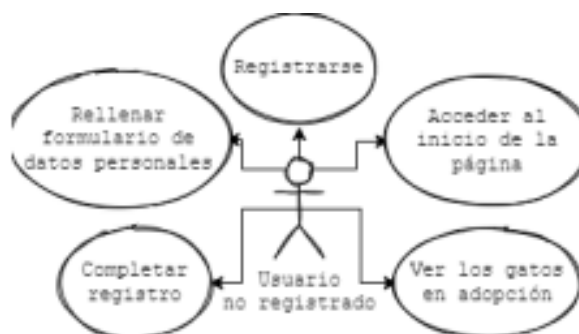 Registrarse
Rellenar
formulario de
datos personales
Acceder al
inicio de la
página
Completar
registro
Usuario
no registrado
Ver los gatos
en adopción